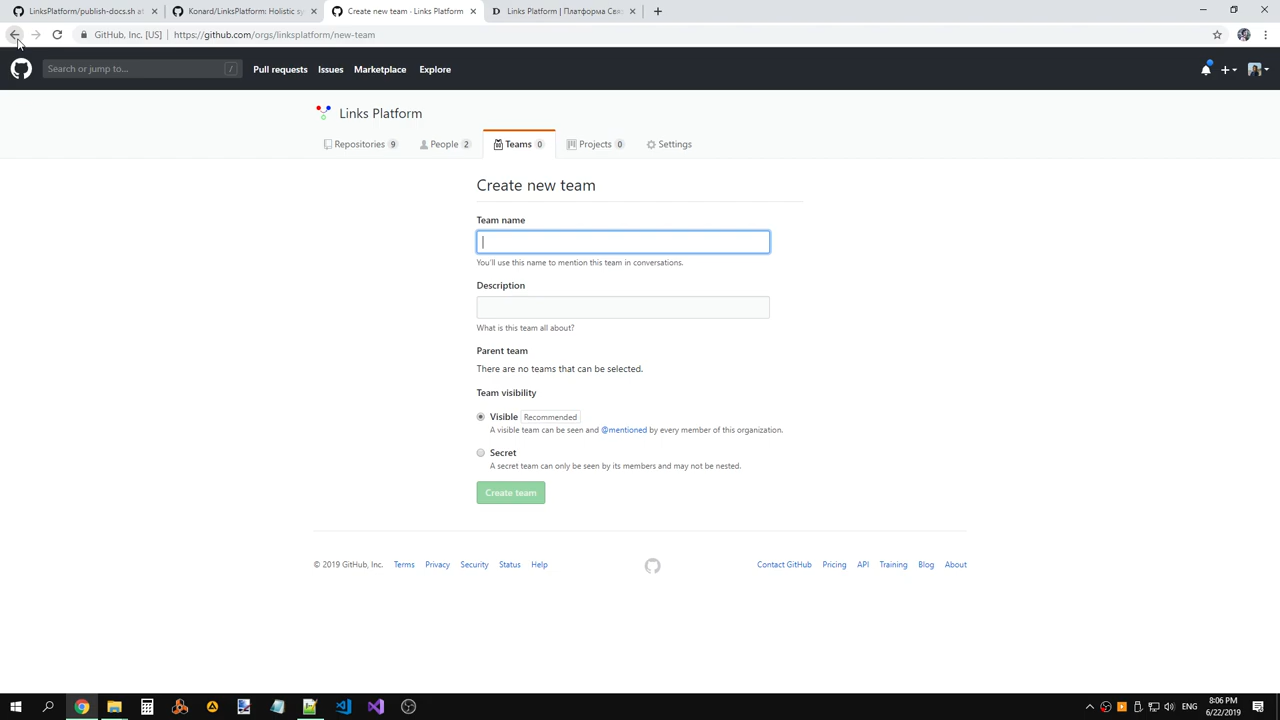 LinksPlatform/publish-docs.sh at
Konard/LinksPlatform: Holistic sy
Create new team · Links Platform
Links Platform | Платформа Свя
GitHub, Inc. [US]
https://github.com/orgs/linksplatform/new-team
Search or jump to...
/
Pull requests
Issues
Marketplace
Explore
Links Platform
Repositories 9
People 2
Teams 0
Projects 0
Settings
Create new team
Team name
You'll use this name to mention this team in conversations.
Description
What is this team all about?
Parent team
There are no teams that can be selected.
Team visibility
Visible Recommended
A visible team can be seen and @mentioned by every member of this organization.
Secret
A secret team can only be seen by its members and may not be nested.
Create team
© 2019 GitHub, Inc.
Terms
Privacy
Security
Status
Help
Contact GitHub
Pricing
API
Training
Blog
About
ENG
8:06 PM
6/22/2019